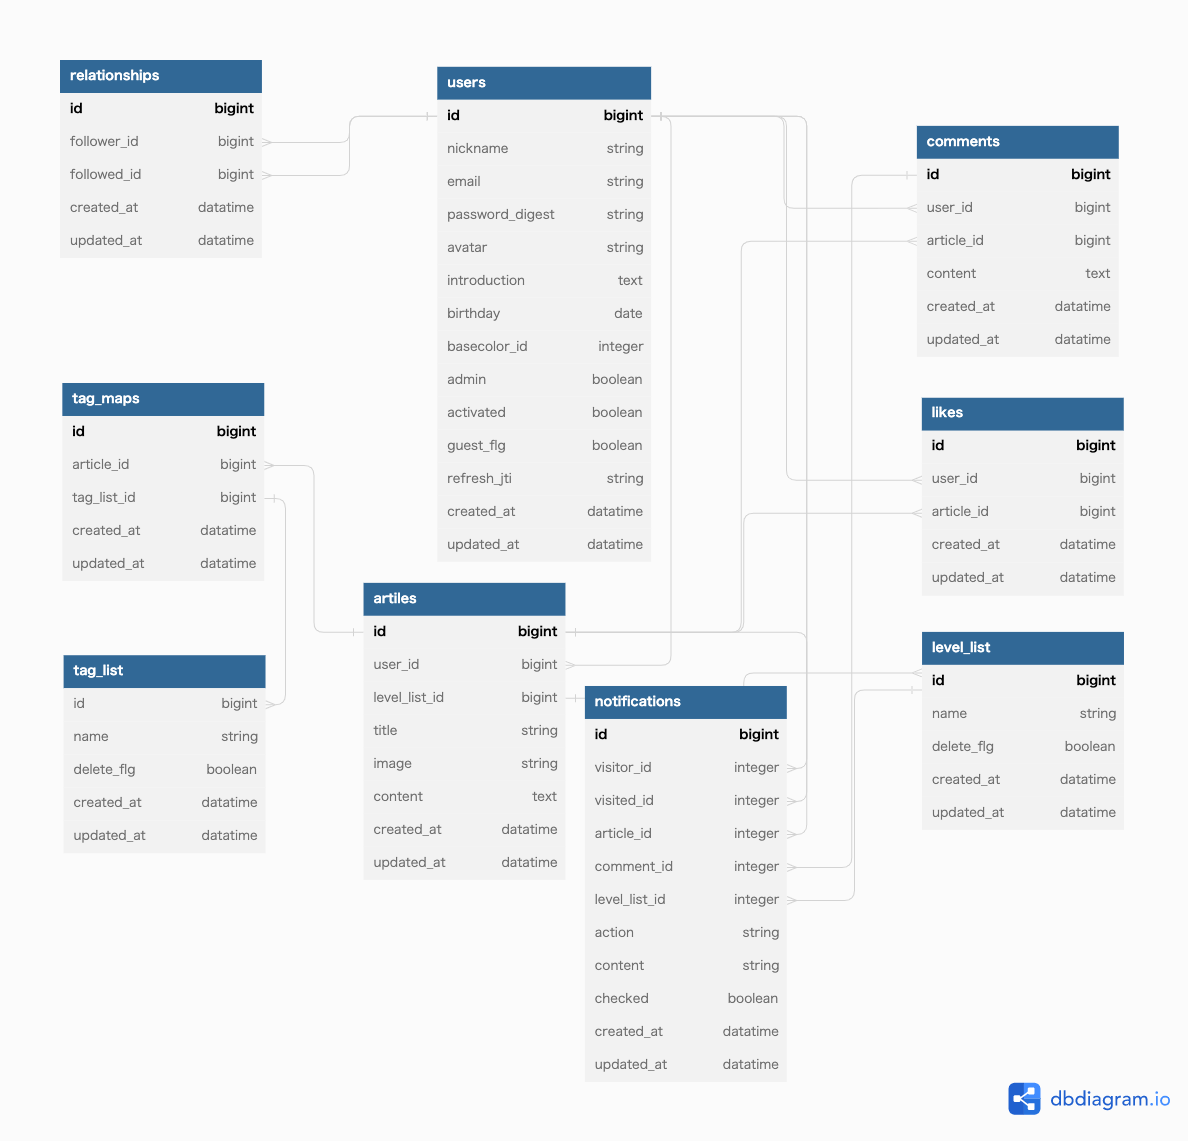 relationships
id bigint
follower_id bigint
followed_id bigint
created_at datatime
updated_at datatime
users
id bigint
nickname string
email string
password_digest string
avatar string
introduction text
birthday date
basecolor_id integer
admin boolean
activated boolean
guest_flg boolean
refresh_jti string
created_at datatime
updated_at datatime
comments
id bigint
user_id bigint
article_id bigint
content text
created_at datatime
updated_at datatime
tag_maps
id bigint
article_id bigint
tag_list_id bigint
created_at datatime
updated_at datatime
likes
id bigint
user_id bigint
article_id bigint
created_at datatime
updated_at datatime
artiles
id bigint
user_id bigint
level_list_id bigint
title string
image string
content text
created_at datatime
updated_at datatime
level_list
id bigint
name string
delete_flg boolean
created_at datatime
updated_at datatime
tag_list
id bigint
name string
delete_flg boolean
created_at datatime
updated_at datatime
notifications
id bigint
visitor_id integer
visited_id integer
article_id integer
comment_id integer
level_list_id integer
action string
content string
checked boolean
created_at datatime
updated_at datatime
dbdiagram.io